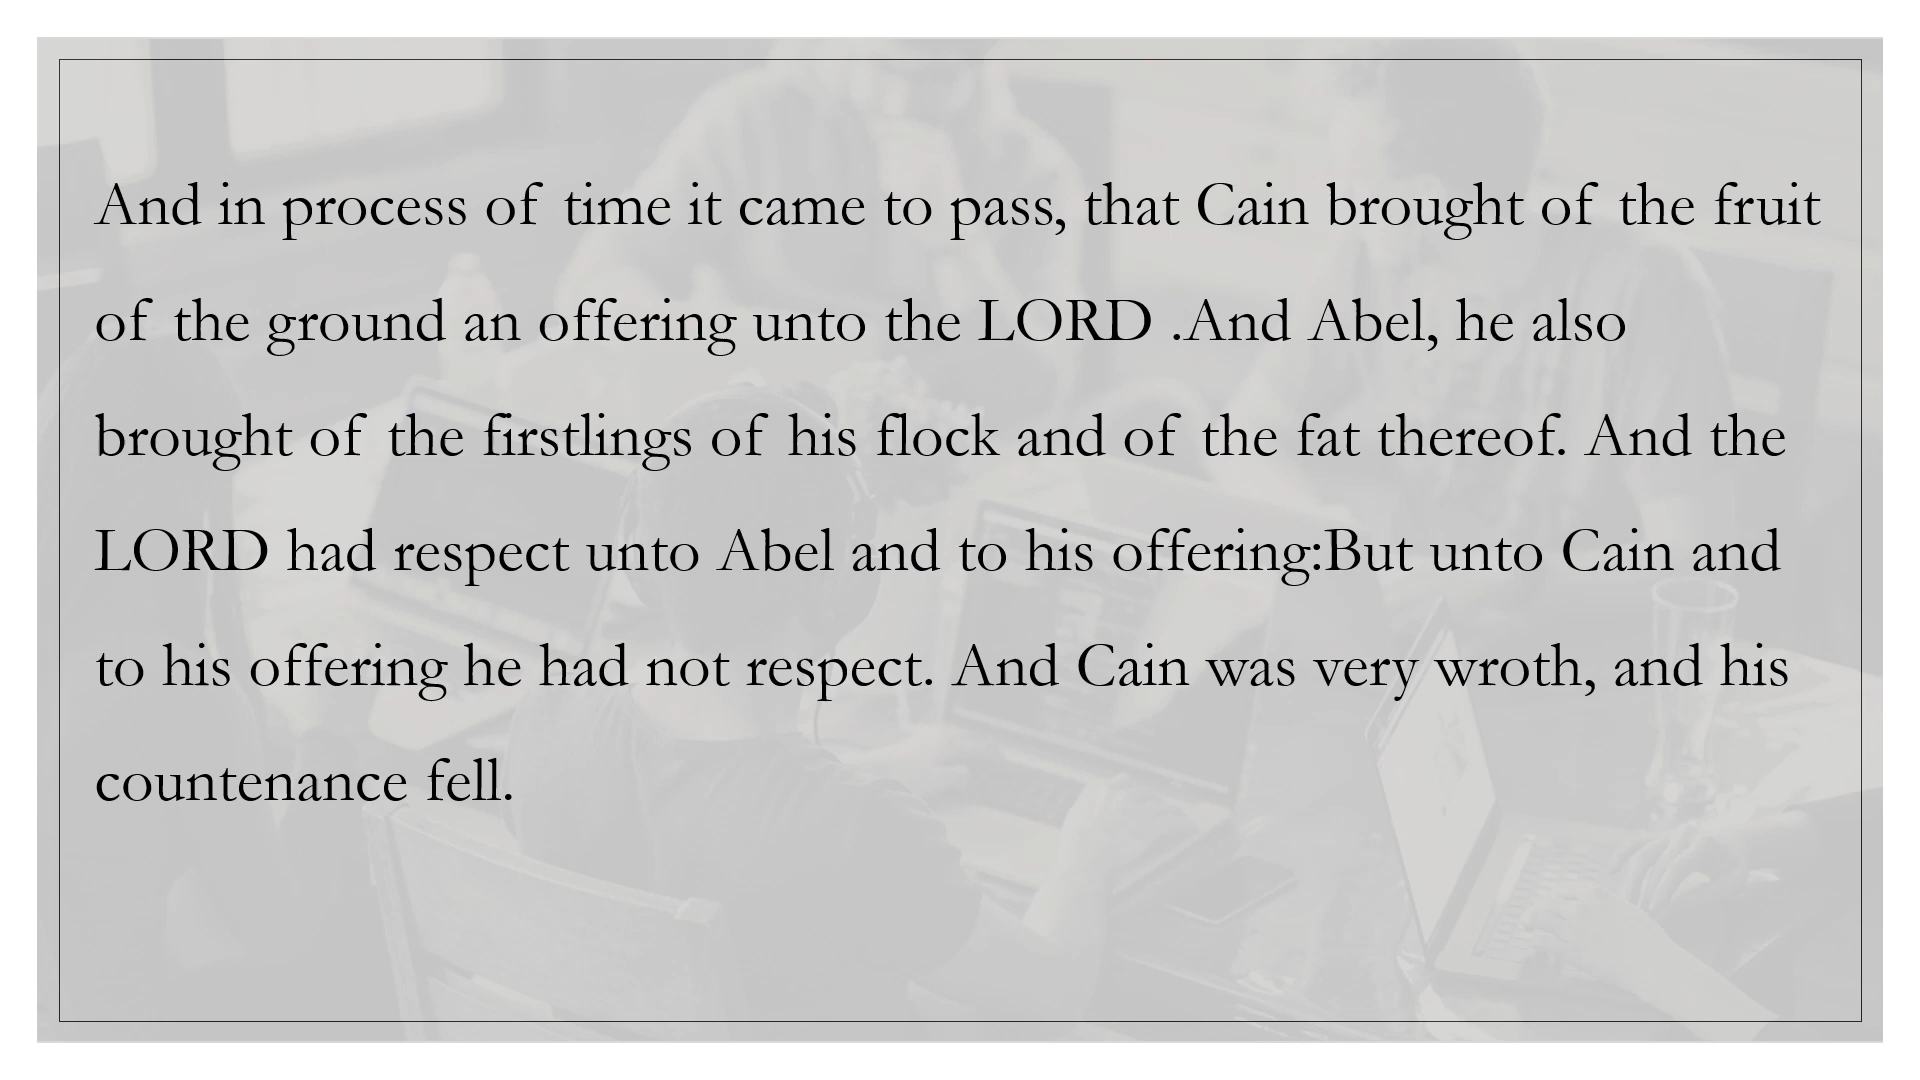 And in process of time it came to pass, that Cain brought of the fruit
of the ground an offering unto the LORD .And Abel, he also
brought of the firstlings of his flock and of the fat thereof. And the
LORD had respect unto Abel and to his offering:But unto Cain and
to his offering he had not respect. And Cain was very wroth, and his
countenance fell.